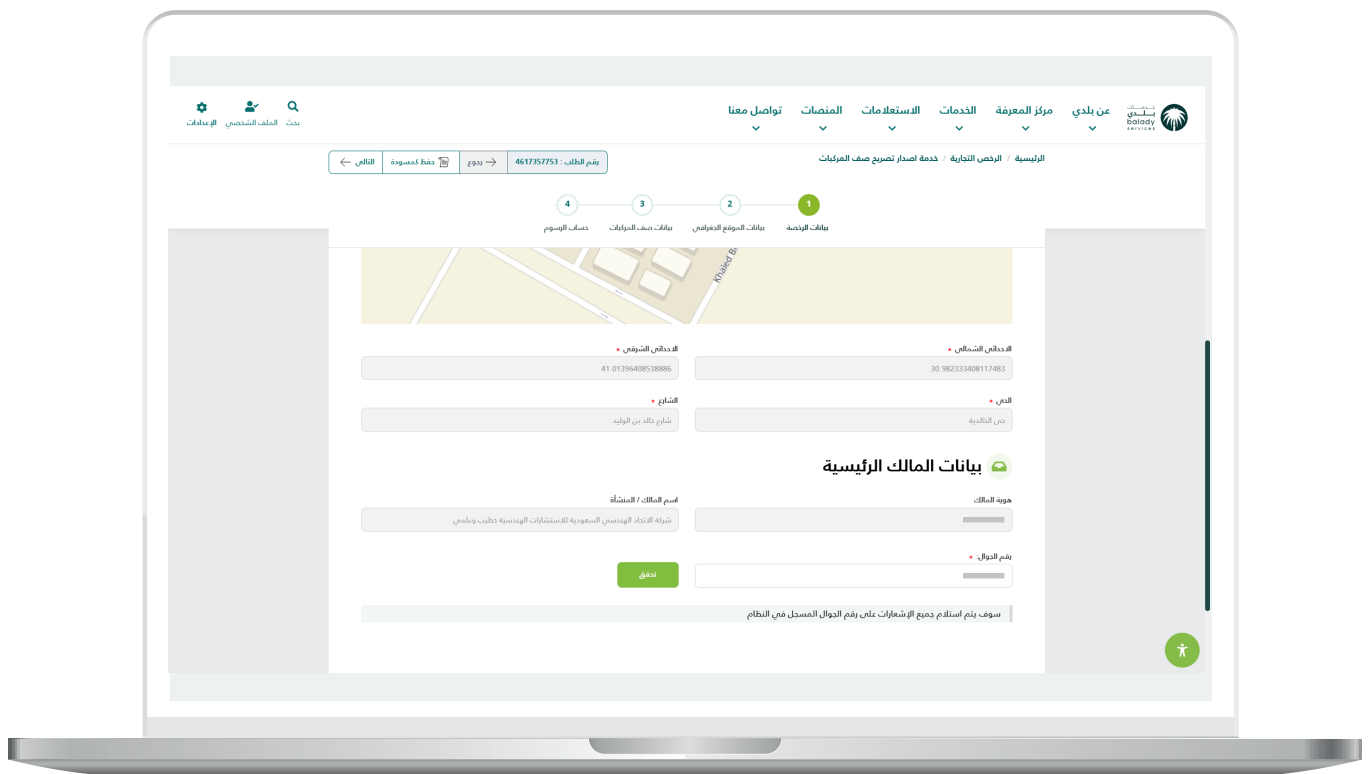 خدمات
بلدي
balady
services
عن بلدي
مركز المعرفة
الخدمات
الاستعلامات
المنصات
تواصل معنا
بحث
الملف الشخصي
الإعدادات
الرئيسية / الرخص التجارية / خدمة اصدار تصريح صف المركبات
رقم الطلب : 4617357753
رجوع
حفظ كمسودة
التالي
1
2
3
4
بيانات الرخصة
بيانات الموقع الجغرافي
بيانات صف المركبات
حساب الرسوم
Khaled B
الاحداثي الشمالي *
الاحداثي الشرقي *
30.982333408117483
41.01396408538886
الحي *
الشارع *
حي الخالدية
شارع خالد بن الوليد
بيانات المالك الرئيسية
هوية المالك
اسم المالك / المنشأة
شركة الاتحاد الهندسي السعودية للاستشارات الهندسية خطيب وعلمي
رقم الجوال: *
تحقق
سوف يتم استلام جميع الإشعارات على رقم الجوال المسجل في النظام